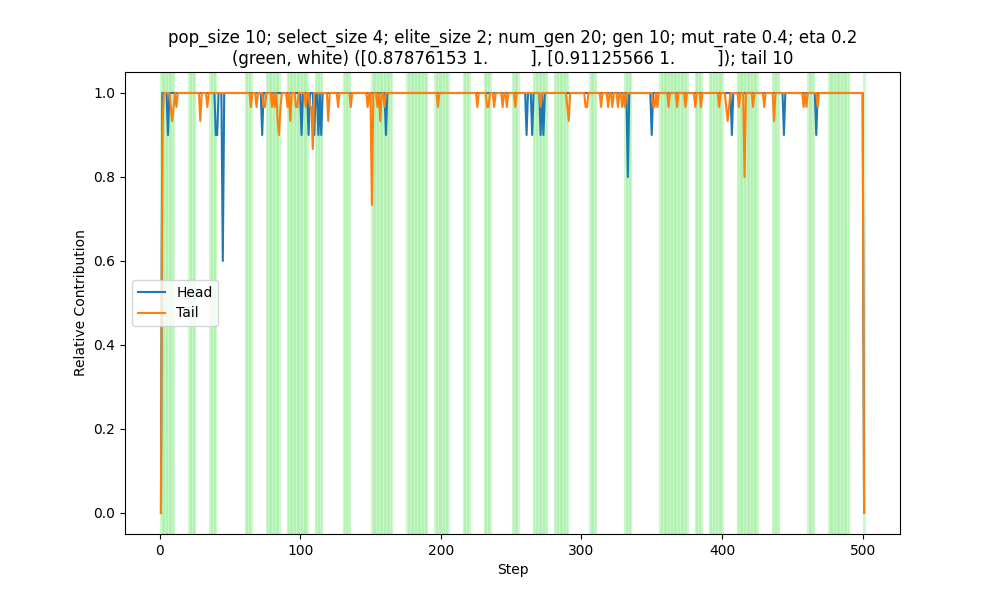 pop_size 10; select_size 4; elite_size 2; num_gen 20; gen 10; mut_rate 0.4; eta 0.2
(green, white) ([0.87876153 1.        ], [0.91125566 1.        ]); tail 10
1.0
0.8
0.6
0.4
0.2
0.0
Relative Contribution
Head
Tail
0 100 200 300 400 500
Step